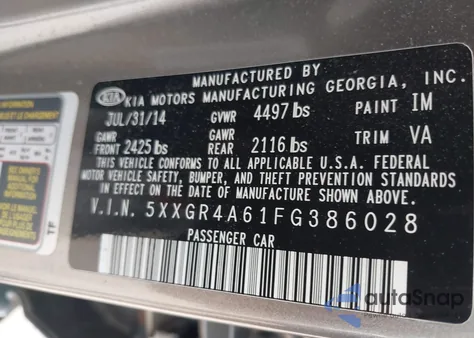 MANUFACTURED BY
KIA KIA MOTORS MANUFACTURING GEORGIA, INC.
JUL/31/14 GVWR 4497 lbs PAINT IM
GAWR FRONT 2425 lbs GAWR REAR 2116 lbs TRIM VA
THIS VEHICLE CONFORMS TO ALL APPLICABLE U.S.A. FEDERAL
MOTOR VEHICLE SAFETY, BUMPER, AND THEFT PREVENTION STANDARDS
IN EFFECT ON THE DATE OF MANUFACTURE SHOWN ABOVE.
V.I.N. 5XXGR4A61FG386028
PASSENGER CAR
TF
autoSnap